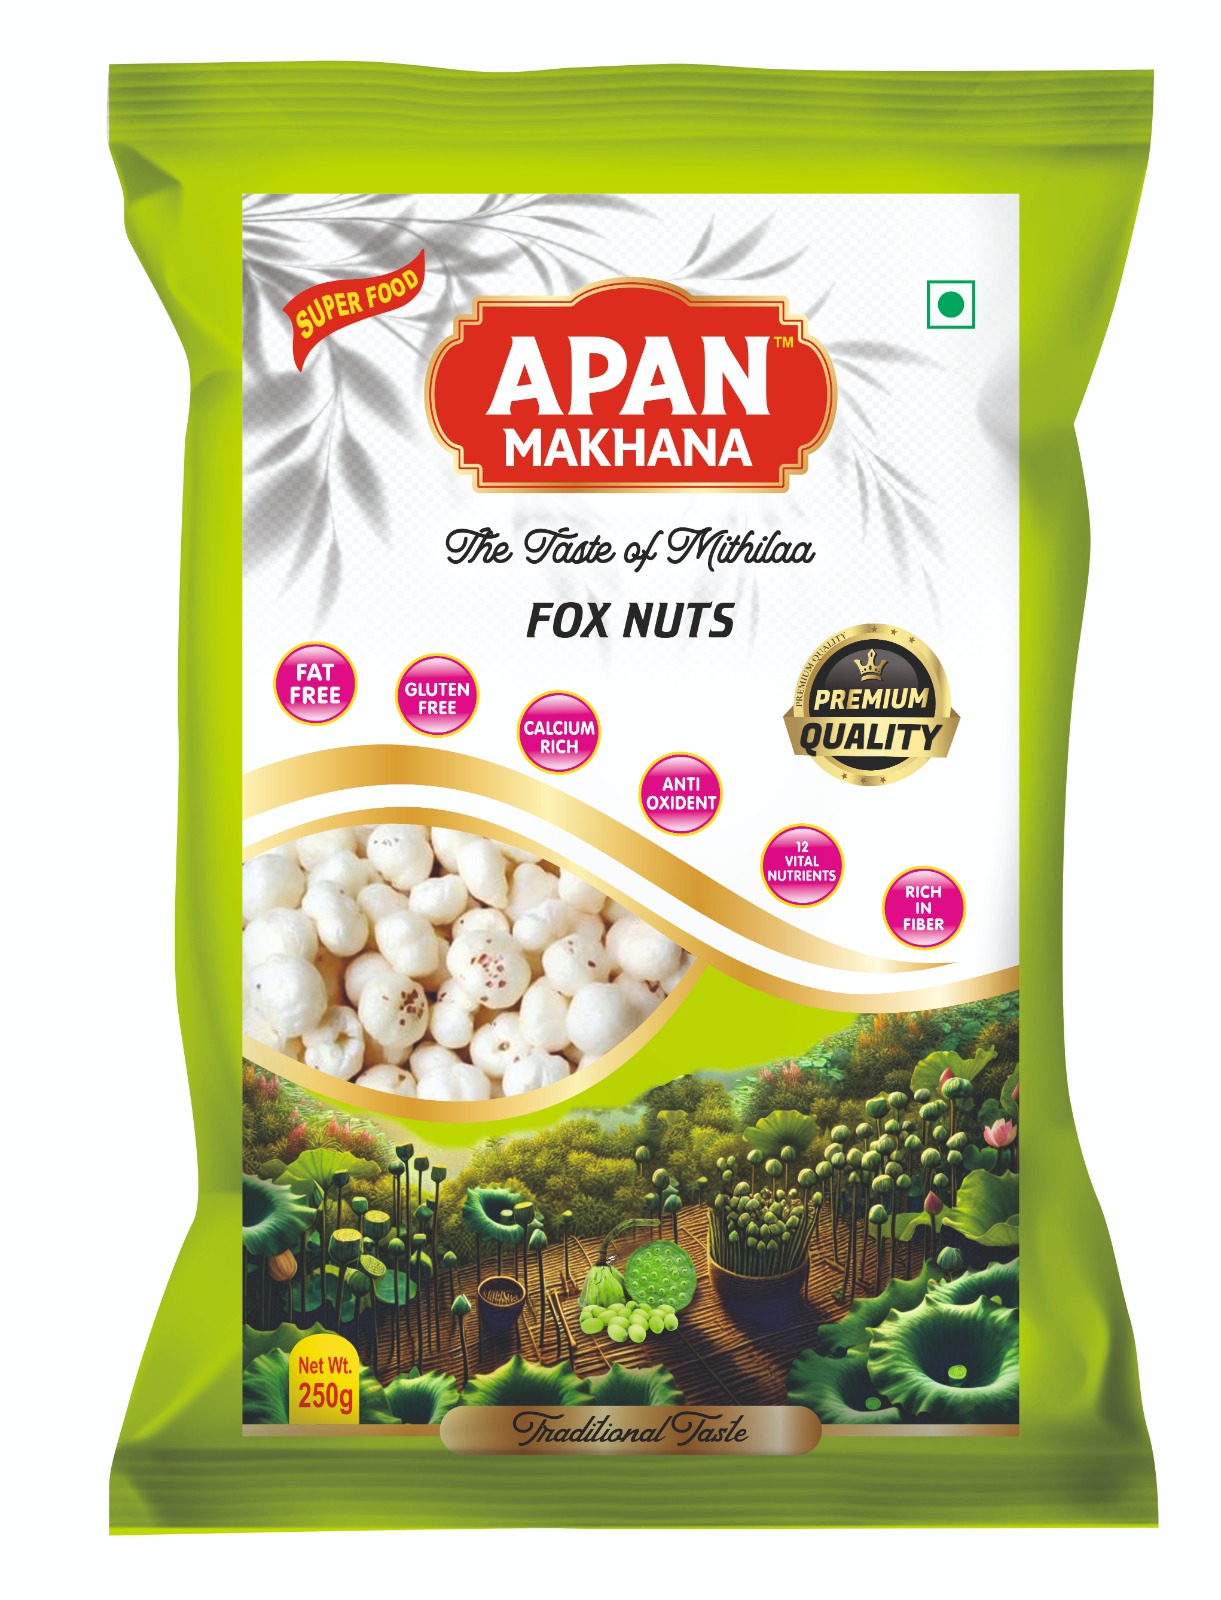 SUPER FOOD
APAN™
MAKHANA
The Taste of Mithilaa
FOX NUTS
FAT
FREE
GLUTEN
FREE
CALCIUM
RICH
ANTI
OXIDENT
12
VITAL
NUTRIENTS
RICH
IN
FIBER
PREMIUM QUALITY
PREMIUM
QUALITY
Net Wt.
250g
Traditional Taste